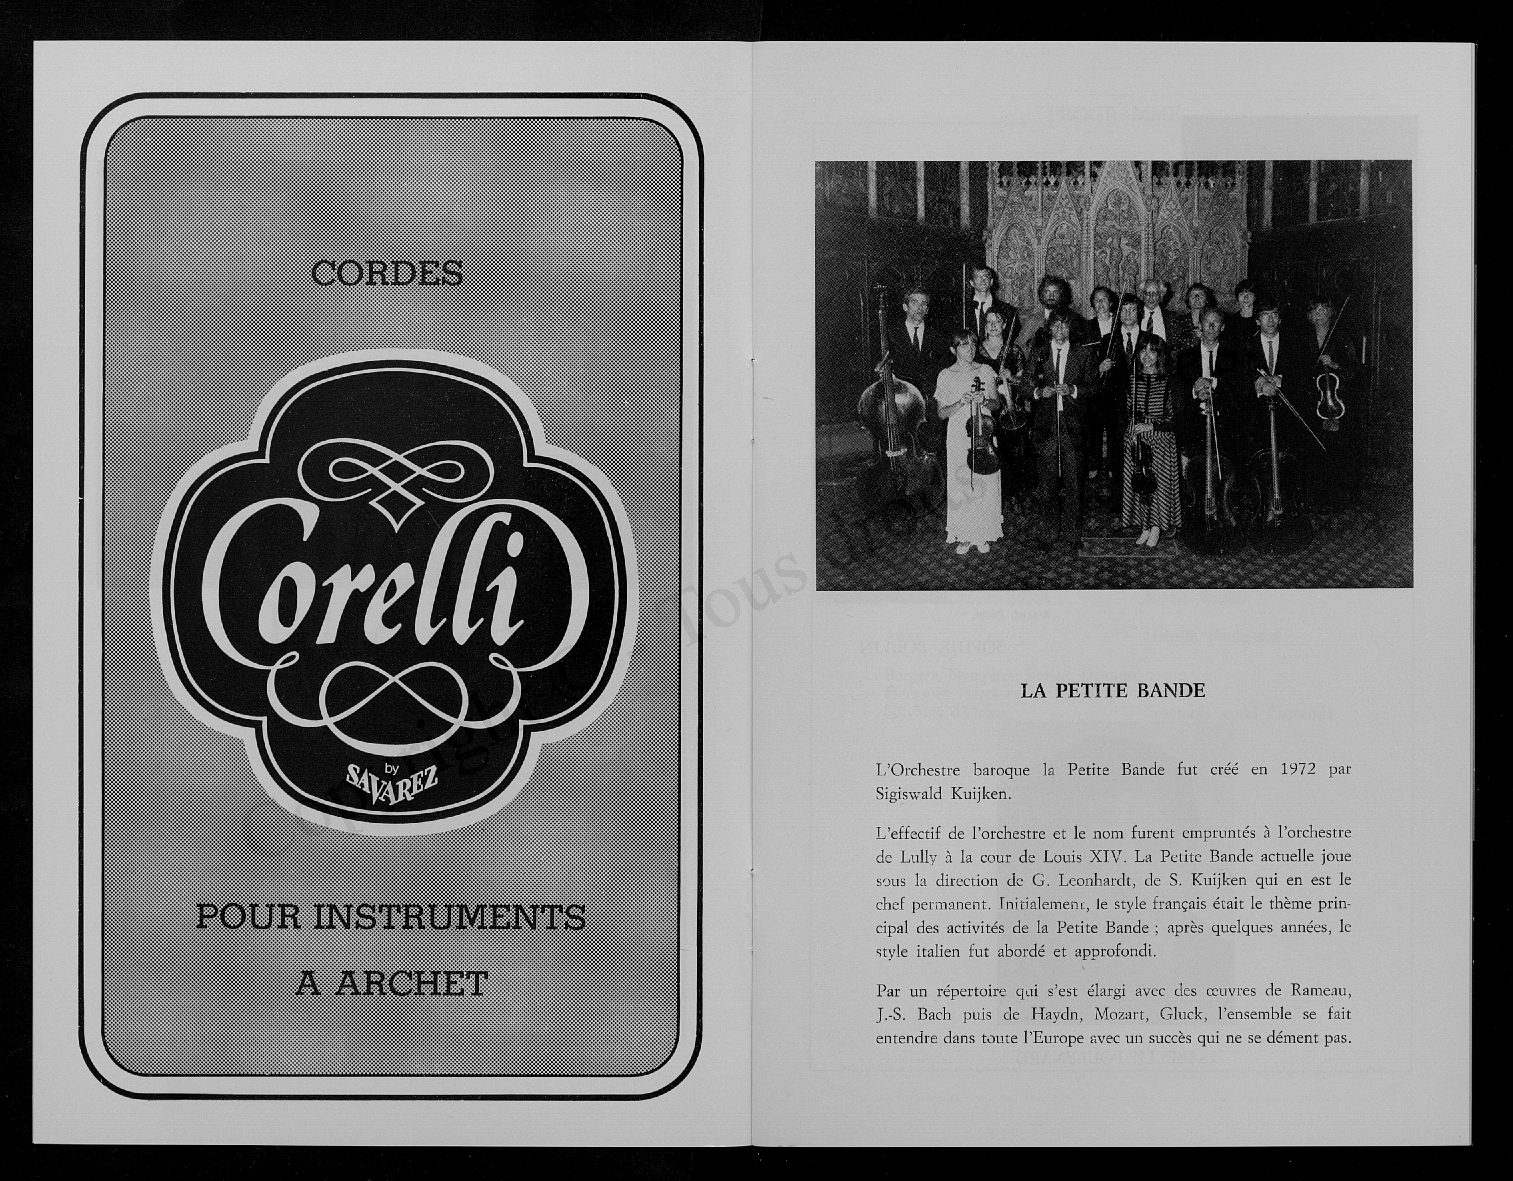 CORDES
Corelli
by
SAVAREZ
POUR INSTRUMENTS
A ARCHET
LA PETITE BANDE
L'Orchestre baroque la Petite Bande fut créé en 1972 par
Sigiswald Kuijken.
L'effectif de l'orchestre et le nom furent empruntés à l'orchestre
de Lully à la cour de Louis XIV. La Petite Bande actuelle joue
sous la direction de G. Leonhardt, de S. Kuijken qui en est le
chef permanent. Initialement, le style français était le thème prin-
cipal des activités de la Petite Bande ; après quelques années, le
style italien fut abordé et approfondi.
Par un répertoire qui s'est élargi avec des œuvres de Rameau,
J.-S. Bach puis de Haydn, Mozart, Gluck, l'ensemble se fait
entendre dans toute l'Europe avec un succès qui ne se dément pas.
Tous droits